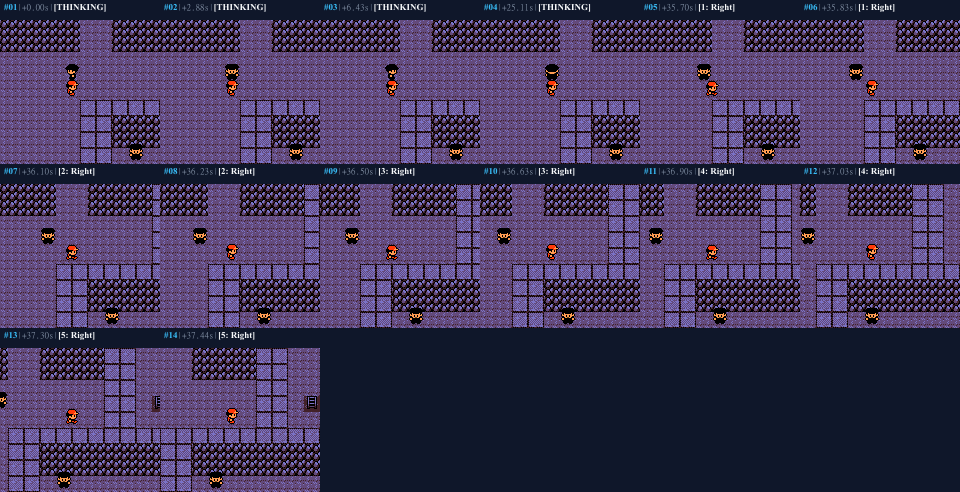 #01|+0.00s|[THINKING]
#02|+2.88s|[THINKING]
#03|+6.43s|[THINKING]
#04|+25.11s|[THINKING]
#05|+35.70s|[1: Right]
#06|+35.83s|[1: Right]
#07|+36.10s|[2: Right]
#08|+36.23s|[2: Right]
#09|+36.50s|[3: Right]
#10|+36.63s|[3: Right]
#11|+36.90s|[4: Right]
#12|+37.03s|[4: Right]
#13|+37.30s|[5: Right]
#14|+37.44s|[5: Right]